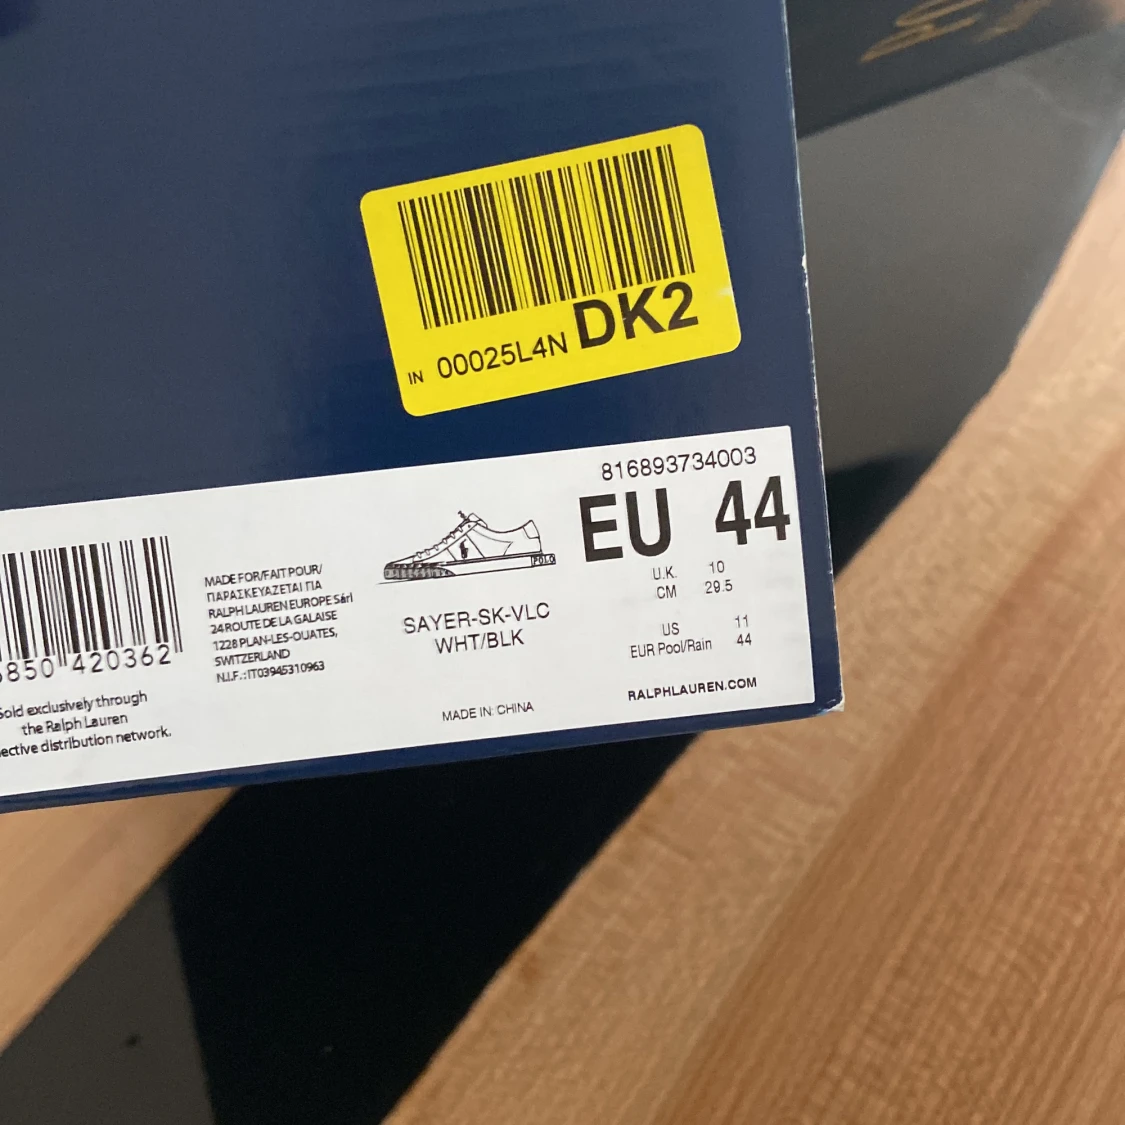 IN 00025L4N DK2
816893734003
EU 44
U.K. 10
CM 29.5
US 11
EUR Pool/Rain 44
RALPHLAUREN.COM
POLO
SAYER-SK-VLC
WHT/BLK
MADE IN: CHINA
MADE FOR/FAIT POUR/
ΠΑΡΑΣΚΕΥΑΖΕΤΑΙ ΓΙΑ
RALPH LAUREN EUROPE Sárl
24 ROUTE DE LA GALAISE
1228 PLAN-LES-OUATES,
SWITZERLAND
N.I.F.:IT03945310963
850 420362
Sold exclusively through
the Ralph Lauren
ective distribution network.